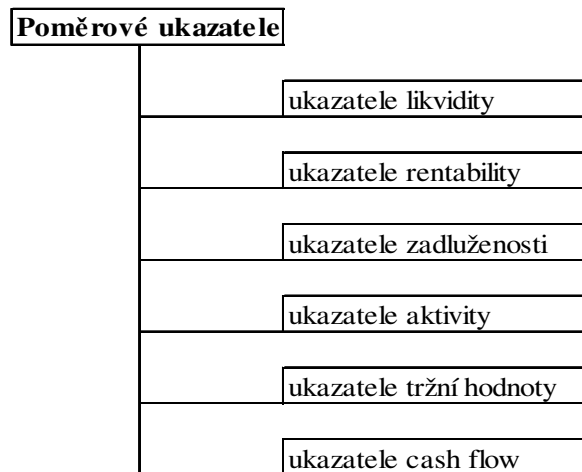 Poměrové ukazatele
ukazatele likvidity
ukazatele rentability
ukazatele zadluženosti
ukazatele aktivity
ukazatele tržní hodnoty
ukazatele cash flow